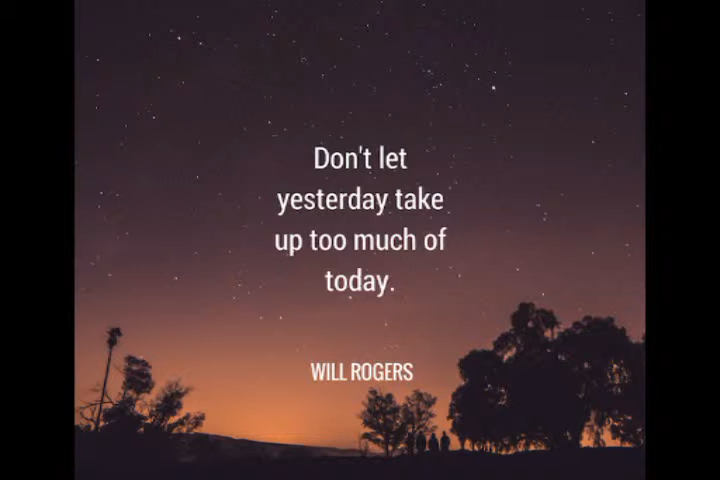 Don't let
yesterday take
up too much of
today.
WILL ROGERS